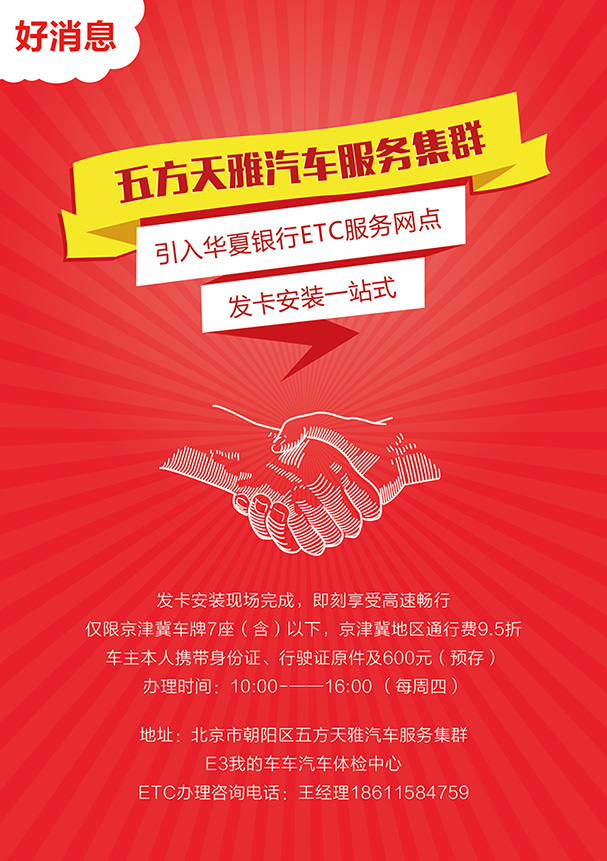 好消息
五方天雅汽车服务集群
引入华夏银行ETC服务网点
发卡安装一站式
发卡安装现场完成，即刻享受高速畅行
仅限京津冀车牌7座（含）以下，京津冀地区通行费9.5折
车主本人携带身份证、行驶证原件及600元（预存）
办理时间：10:00-——16:00（每周四）
地址：北京市朝阳区五方天雅汽车服务集群
E3我的车车汽车体检中心
ETC办理咨询电话：王经理18611584759